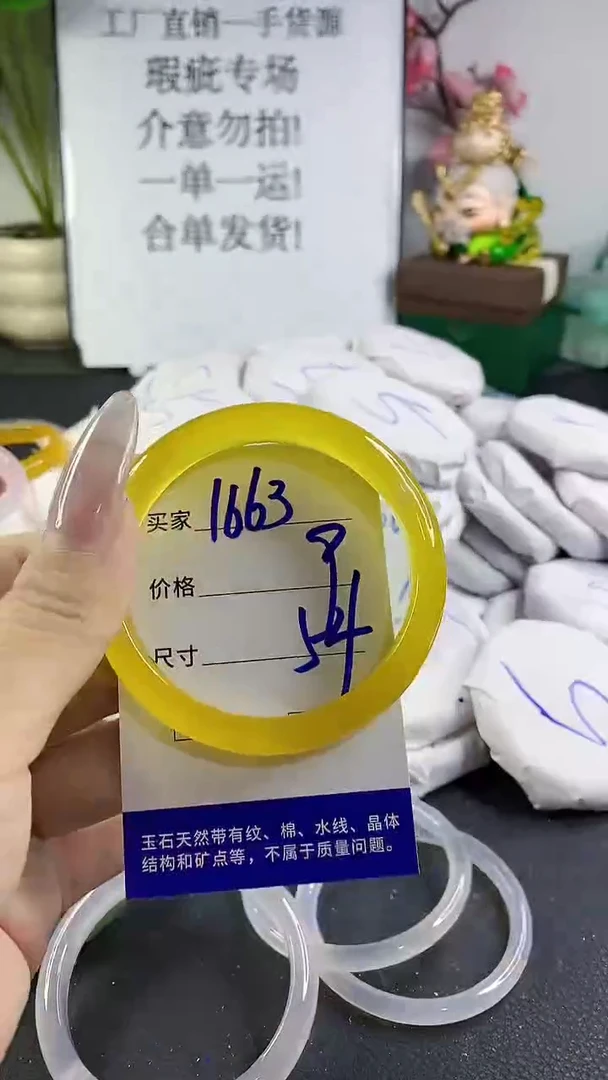 工厂直销一手货源
瑕疵专场
介意勿拍!
一单一运!
合单发货!
买家 1663
价格 9
尺寸 54
玉石天然带有纹、棉、水线、晶体
结构和矿点等，不属于质量问题。